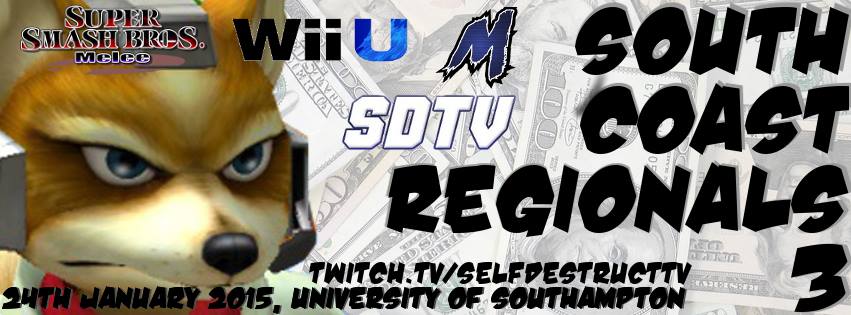 SUPER
SMASH BROS.
Melee
Wii U
M
SDTV
SOUTH
COAST
REGIONALS
3
TWITCH.TV/SELFDESTRUCTTV
24TH JANUARY 2015, UNIVERSITY OF SOUTHAMPTON
100